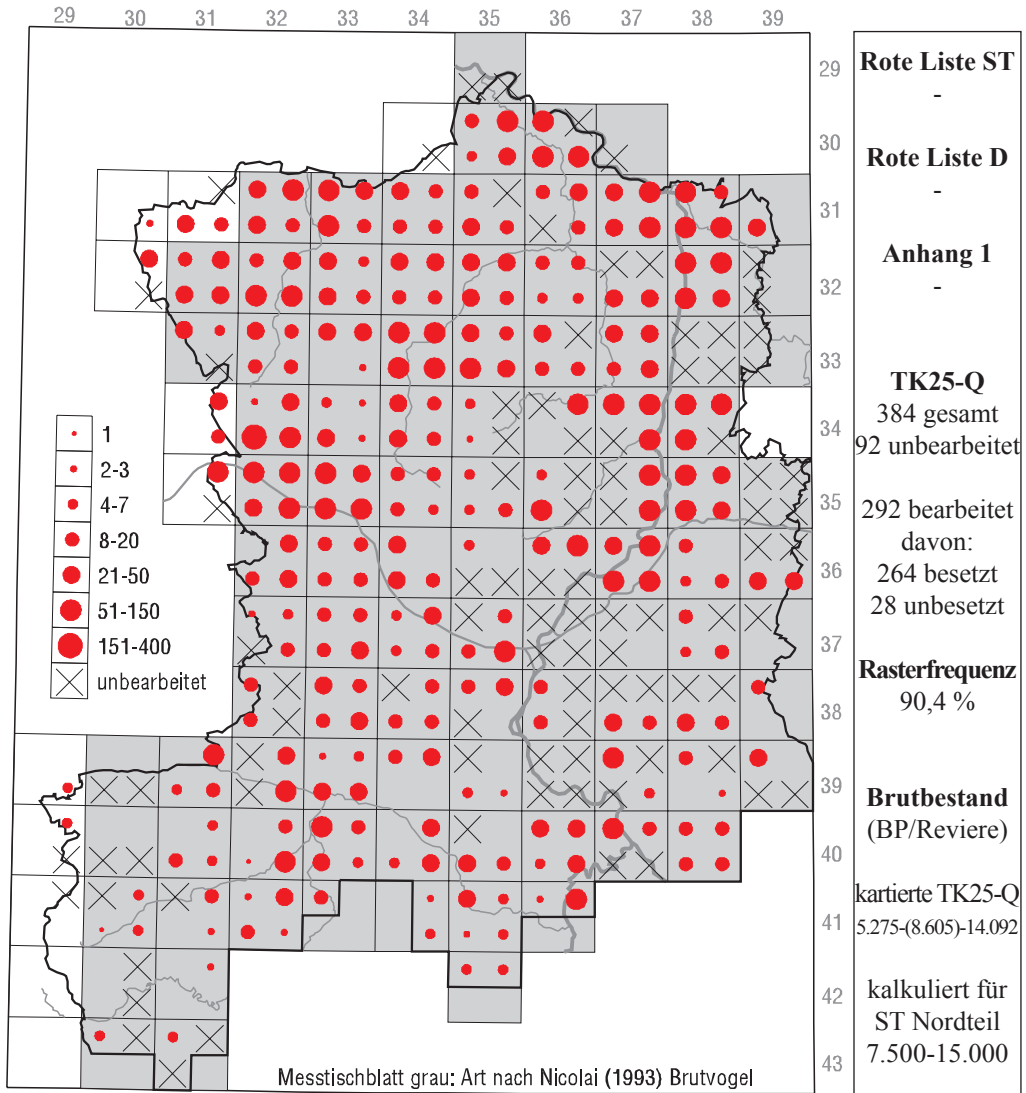 29 30 31 32 33 34 35 36 37 38 39
29
30
31
32
33
34
35
36
37
38
39
40
41
42
43
1
2-3
4-7
8-20
21-50
51-150
151-400
unbearbeitet
Messtischblatt grau: Art nach Nicolai (1993) Brutvogel
Rote Liste ST
-
Rote Liste D
-
Anhang 1
-
TK25-Q
384 gesamt
92 unbearbeitet
292 bearbeitet
davon:
264 besetzt
28 unbesetzt
Rasterfrequenz
90,4 %
Brutbestand
(BP/Reviere)
kartierte TK25-Q
5.275-(8.605)-14.092
kalkuliert für
ST Nordteil
7.500-15.000